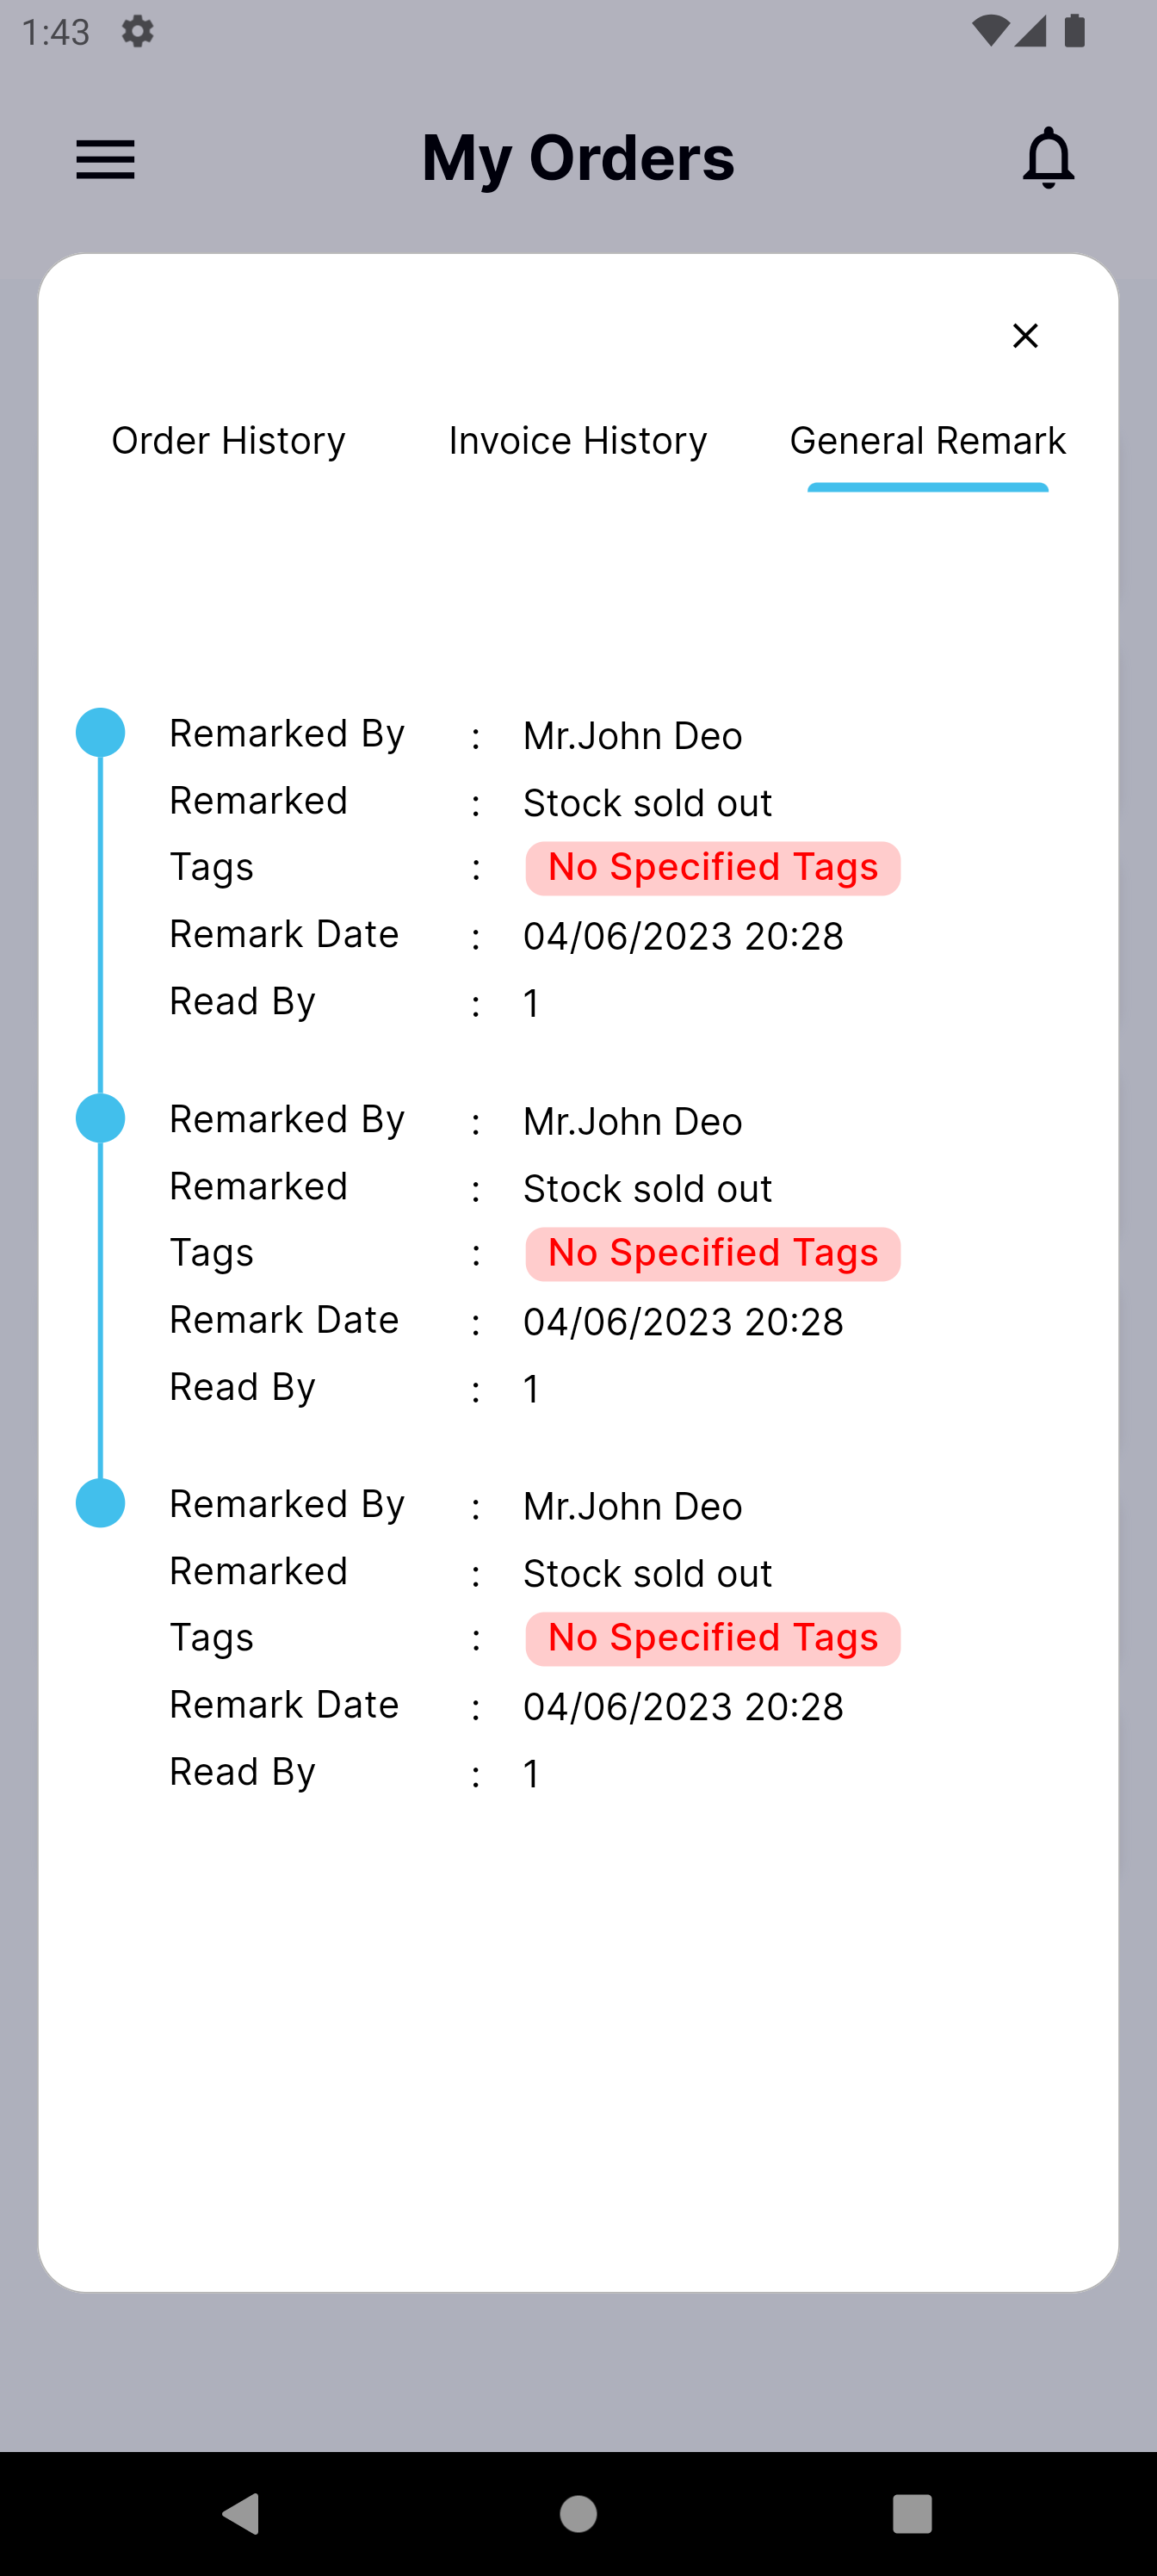 1:43
My Orders
Order History Invoice History General Remark
Remarked By : Mr.John Deo
Remarked : Stock sold out
Tags : No Specified Tags
Remark Date : 04/06/2023 20:28
Read By : 1
Remarked By : Mr.John Deo
Remarked : Stock sold out
Tags : No Specified Tags
Remark Date : 04/06/2023 20:28
Read By : 1
Remarked By : Mr.John Deo
Remarked : Stock sold out
Tags : No Specified Tags
Remark Date : 04/06/2023 20:28
Read By : 1